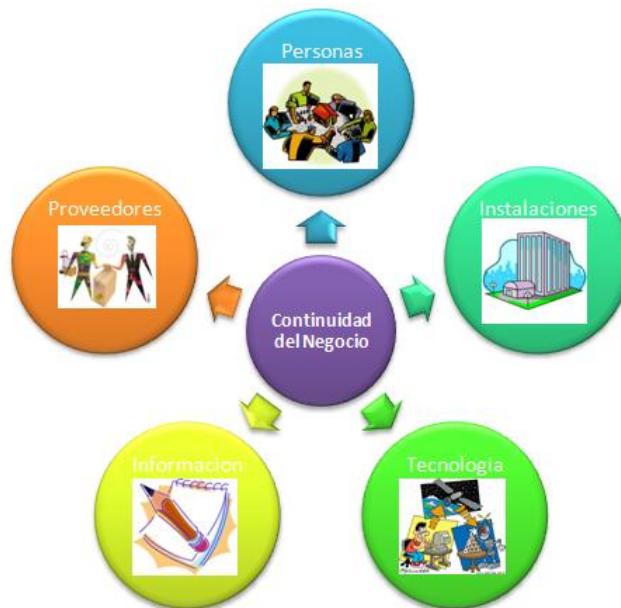 Personas
Proveedores
Instalaciones
Continuidad
del Negocio
Informacion
Tecnologia